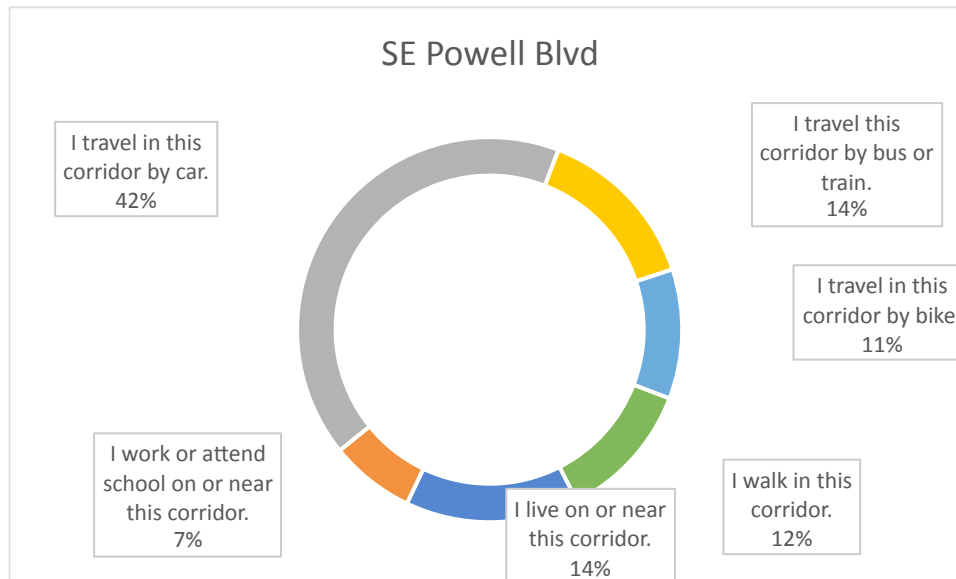 SE Powell Blvd
I travel in this
corridor by car.
42%
I travel this
corridor by bus or
train.
14%
I travel in this
corridor by bike
11%
I work or attend
school on or near
this corridor.
7%
I live on or near
this corridor.
14%
I walk in this
corridor.
12%